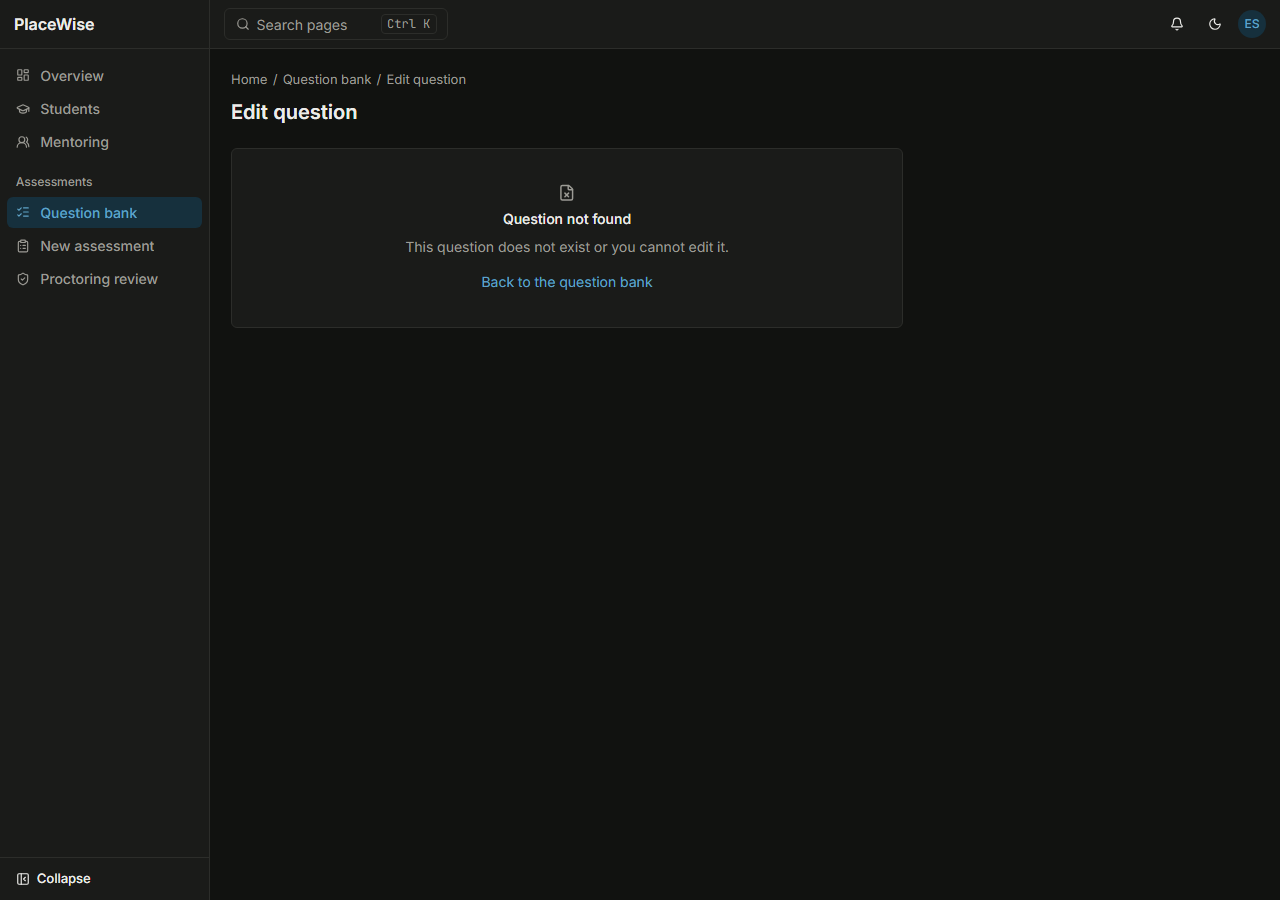 PlaceWise
Search pages
Ctrl K
ES
Overview
Students
Mentoring
Assessments
Question bank
New assessment
Proctoring review
Home / Question bank / Edit question
Edit question
Question not found
This question does not exist or you cannot edit it.
Back to the question bank
Collapse